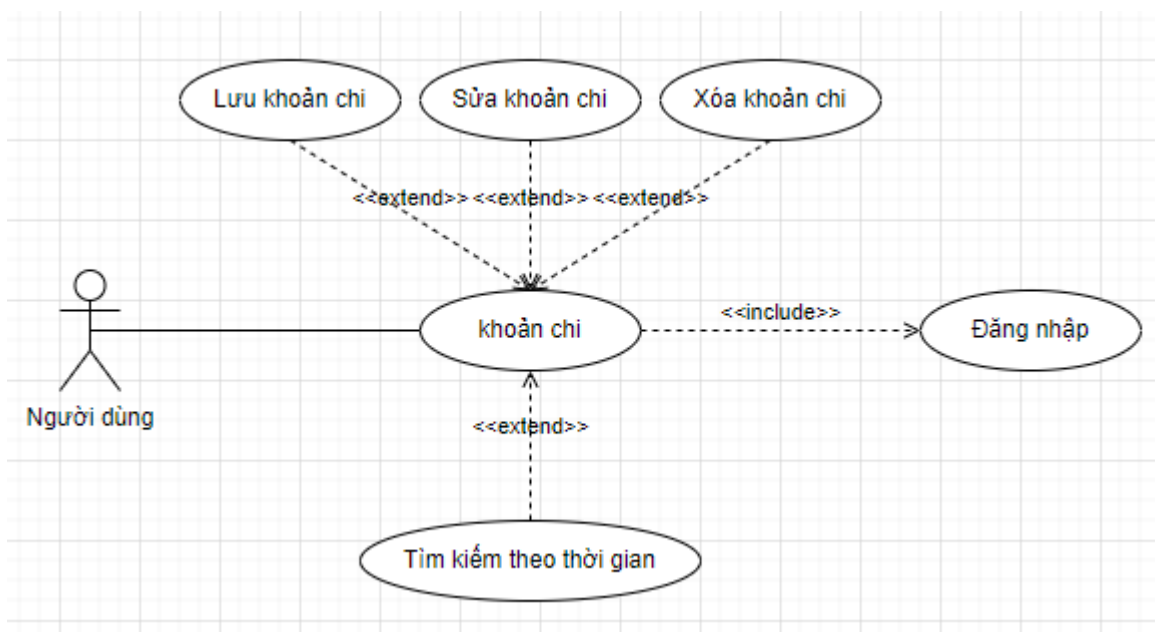 Lưu khoản chi
Sửa khoản chi
Xóa khoản chi
<<extend>>
<<extend>>
<<extend>>
khoản chi
<<include>>
Đăng nhập
Người dùng
<<extend>>
Tìm kiếm theo thời gian